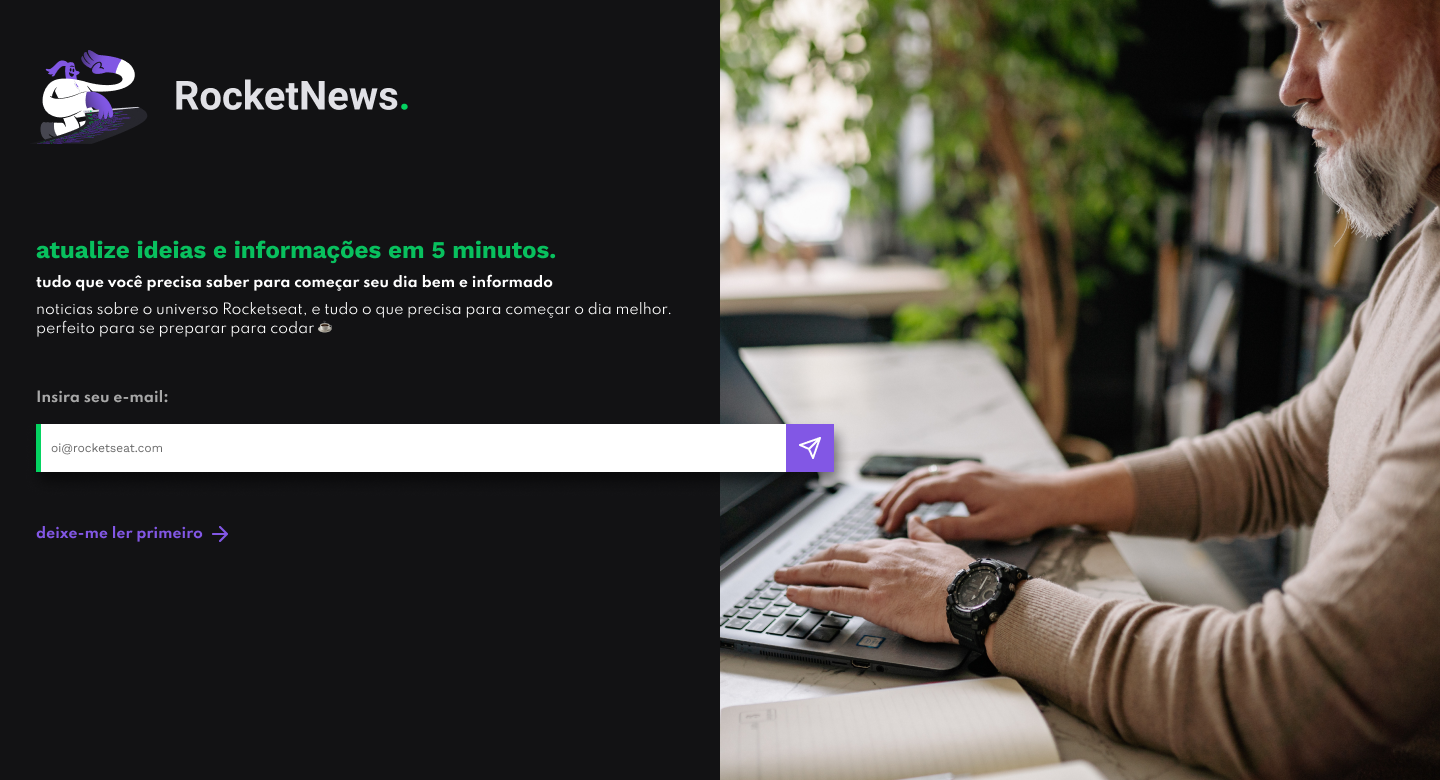 RocketNews.
atualize ideias e informações em 5 minutos.
tudo que você precisa saber para começar seu dia bem e informado
noticias sobre o universo Rocketseat, e tudo o que precisa para começar o dia melhor.
perfeito para se preparar para codar ☕
Insira seu e-mail:
oi@rocketseat.com
deixe-me ler primeiro →